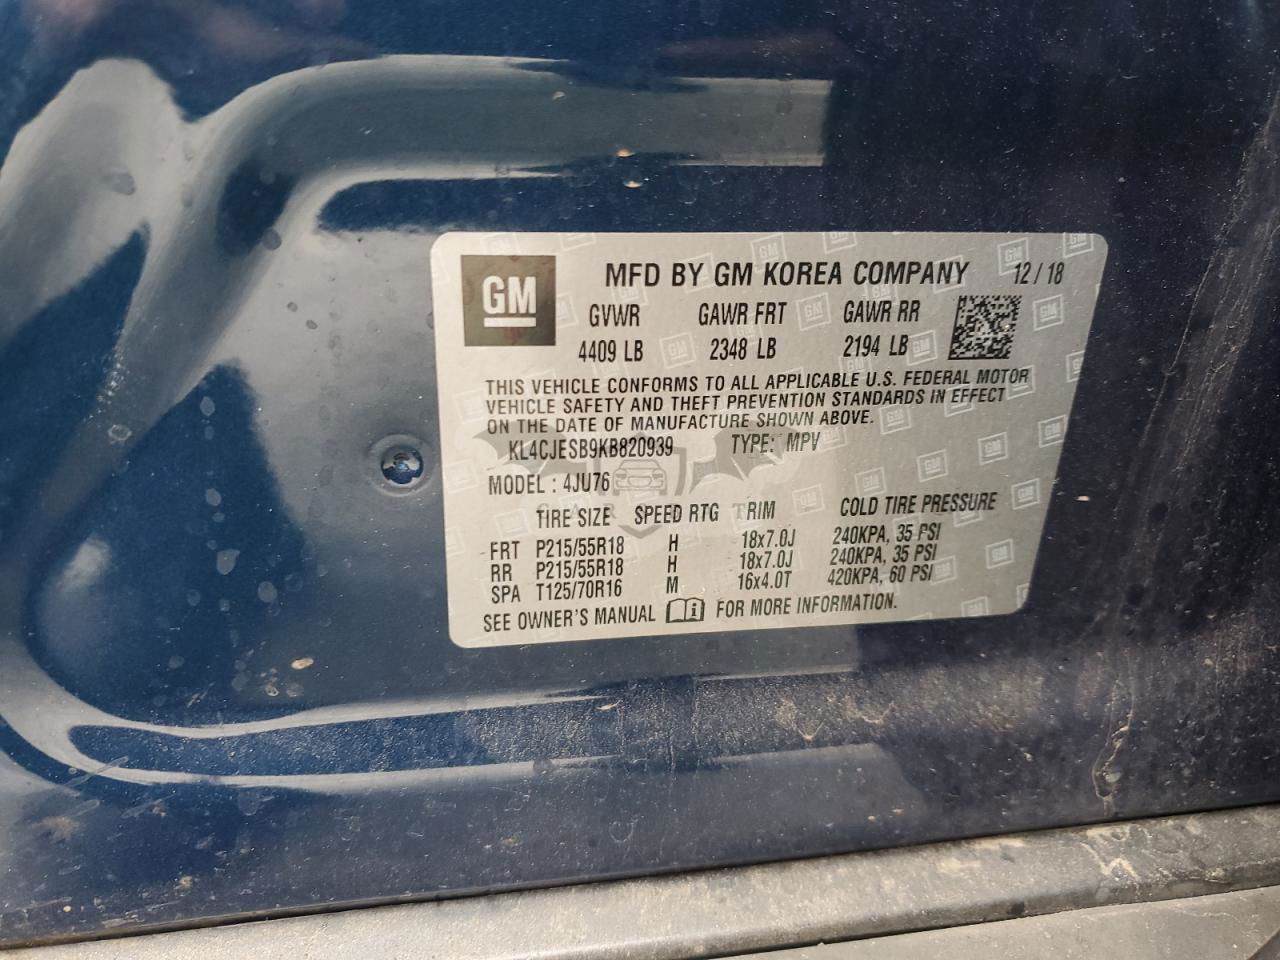 GM MFD BY GM KOREA COMPANY 12 / 18
GVWR GAWR FRT GAWR RR
4409 LB 2348 LB 2194 LB
THIS VEHICLE CONFORMS TO ALL APPLICABLE U.S. FEDERAL MOTOR
VEHICLE SAFETY AND THEFT PREVENTION STANDARDS IN EFFECT
ON THE DATE OF MANUFACTURE SHOWN ABOVE.
KL4CJESB9KB820939 TYPE: MPV
MODEL : 4JU76
TIRE SIZE SPEED RTG RIM COLD TIRE PRESSURE
FRT P215/55R18 H 18x7.0J 240KPA, 35 PSI
RR P215/55R18 H 18x7.0J 240KPA, 35 PSI
SPA T125/70R16 M 16x4.0T 420KPA, 60 PSI
SEE OWNER'S MANUAL FOR MORE INFORMATION.